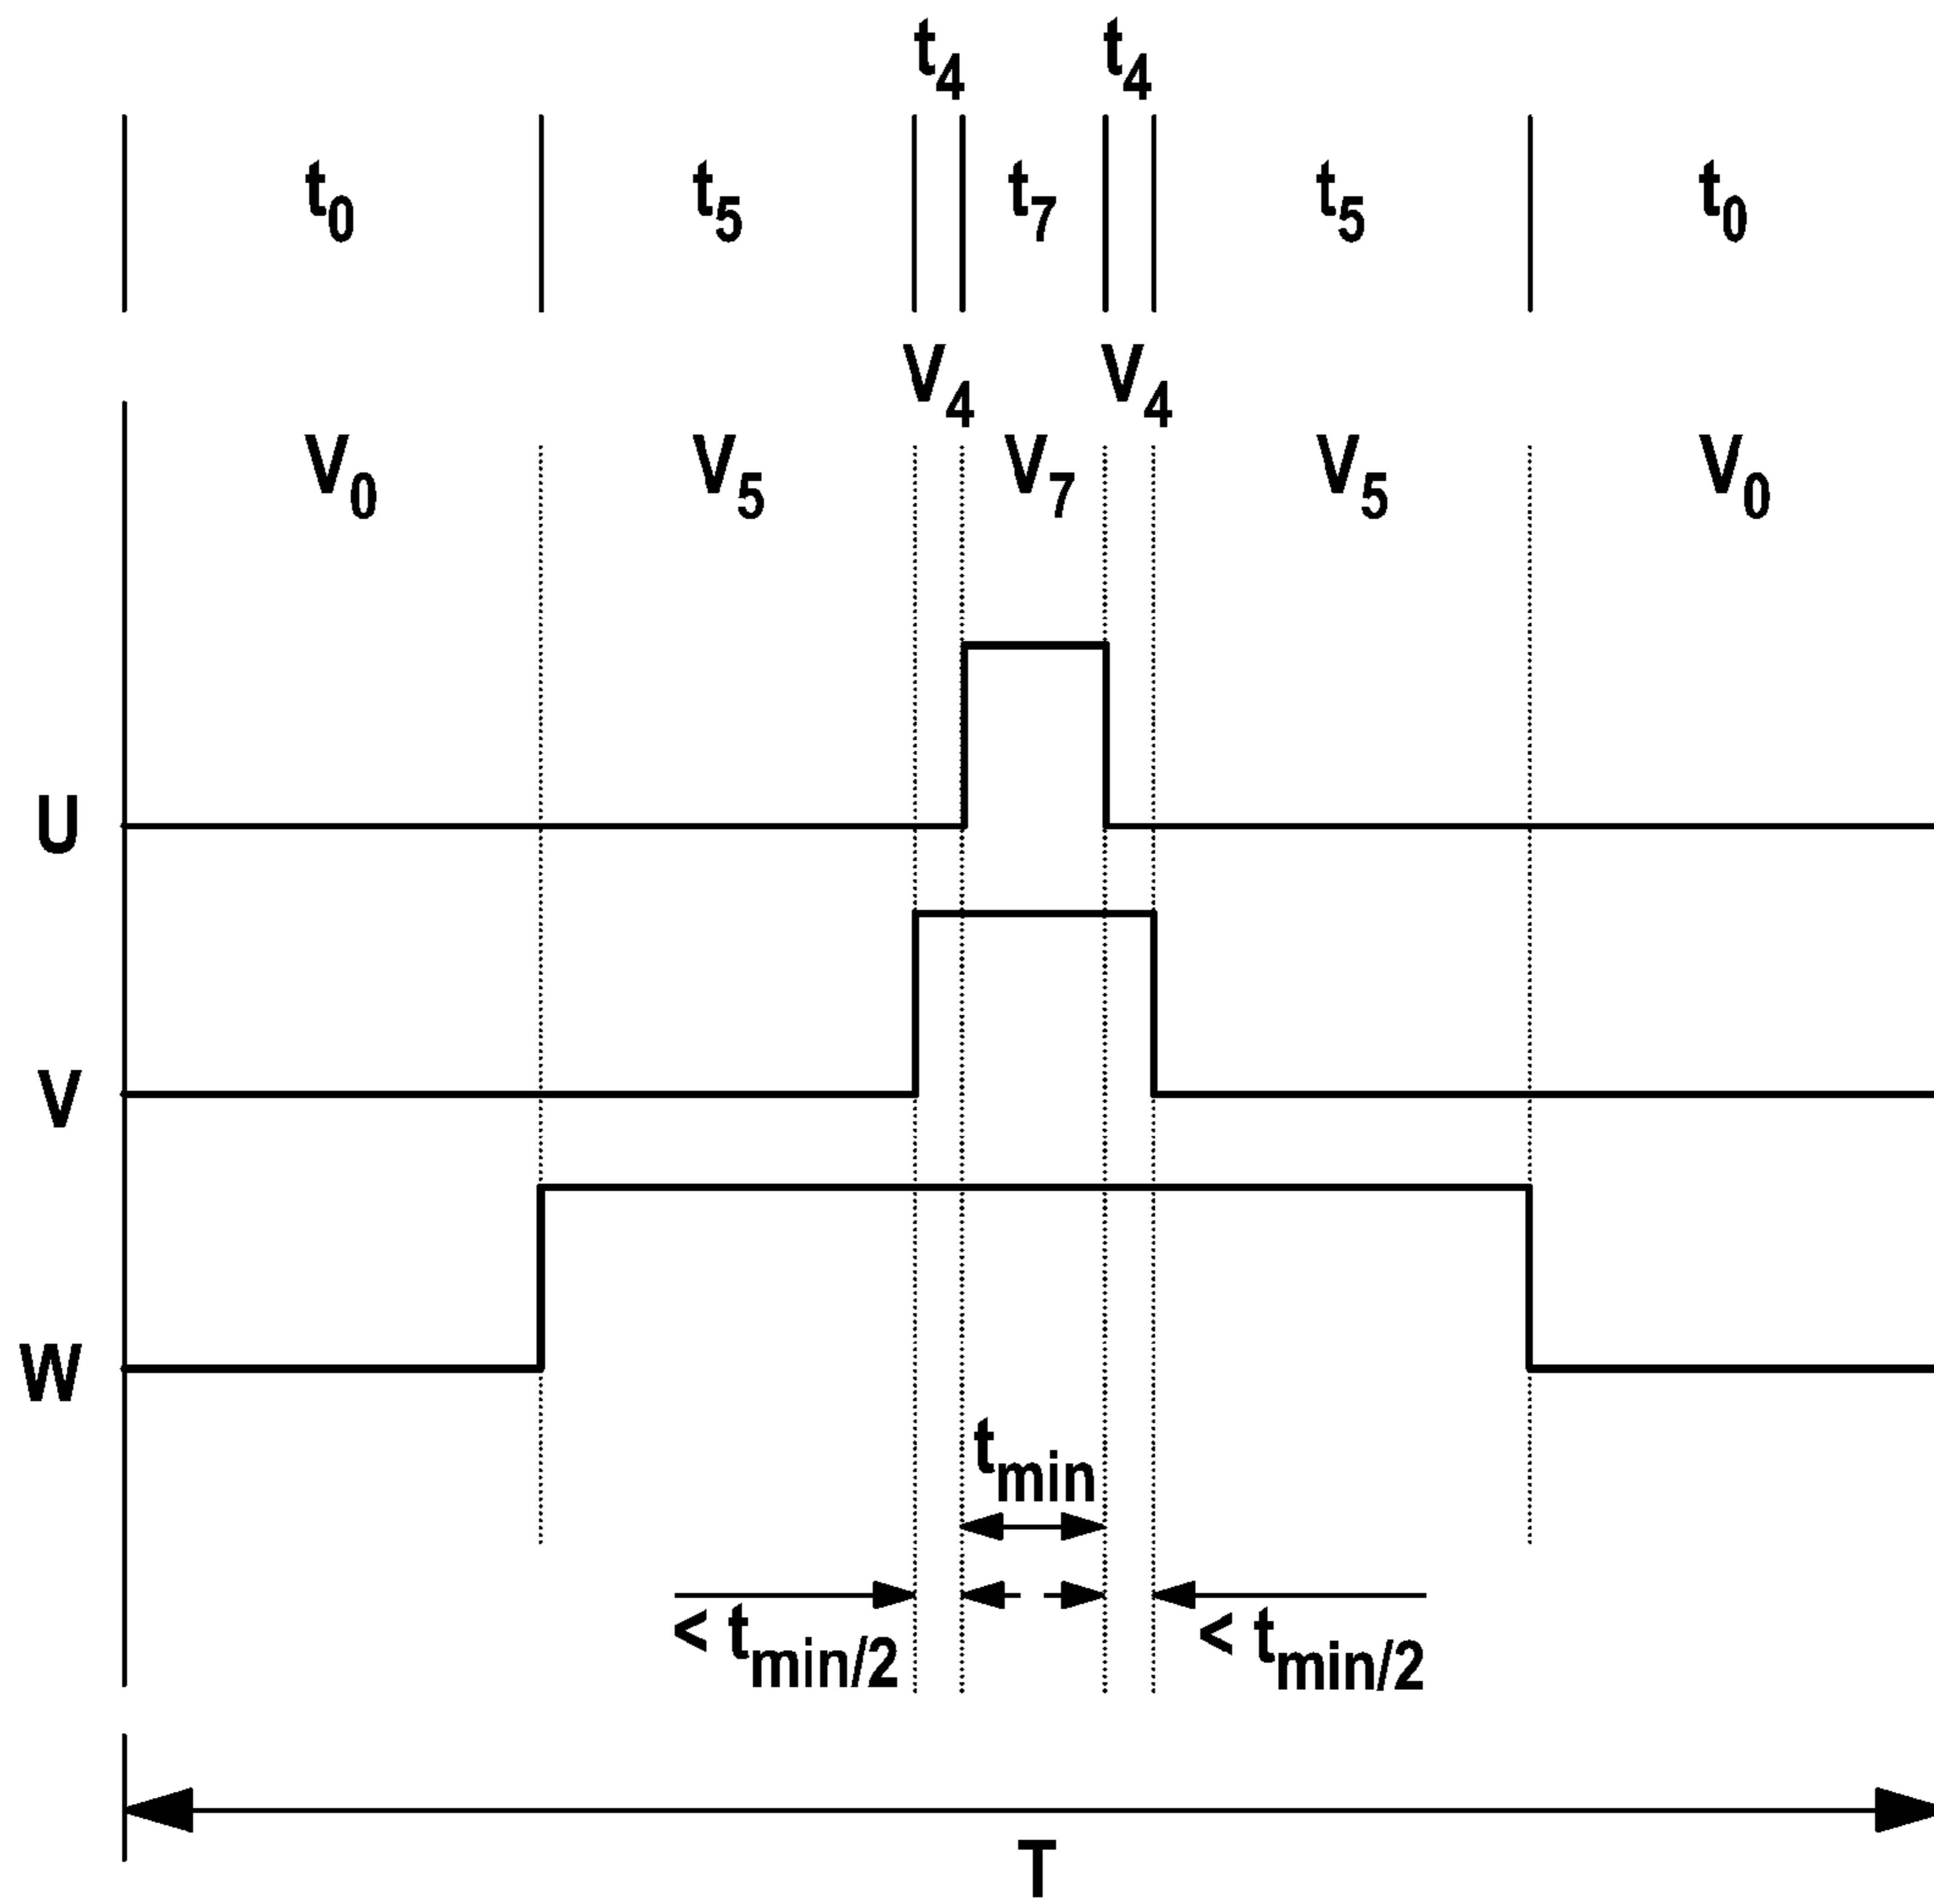 t4 t4
t0 t5 t7 t5 t0
V4 V4
V0 V5 V7 V5 V0
U
V
W
tmin
< tmin/2 < tmin/2
T